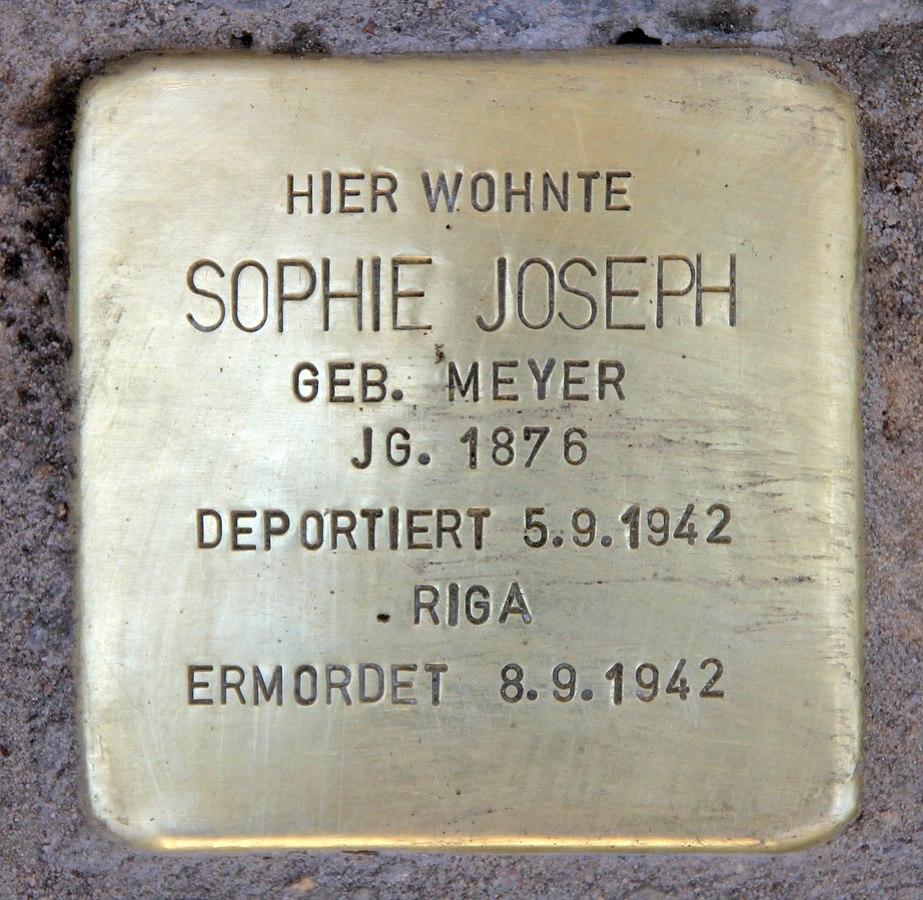 HIER WOHNTE
SOPHIE JOSEPH
GEB. MEYER
JG. 1876
DEPORTIERT 5.9.1942
RIGA
ERMORDET 8.9.1942